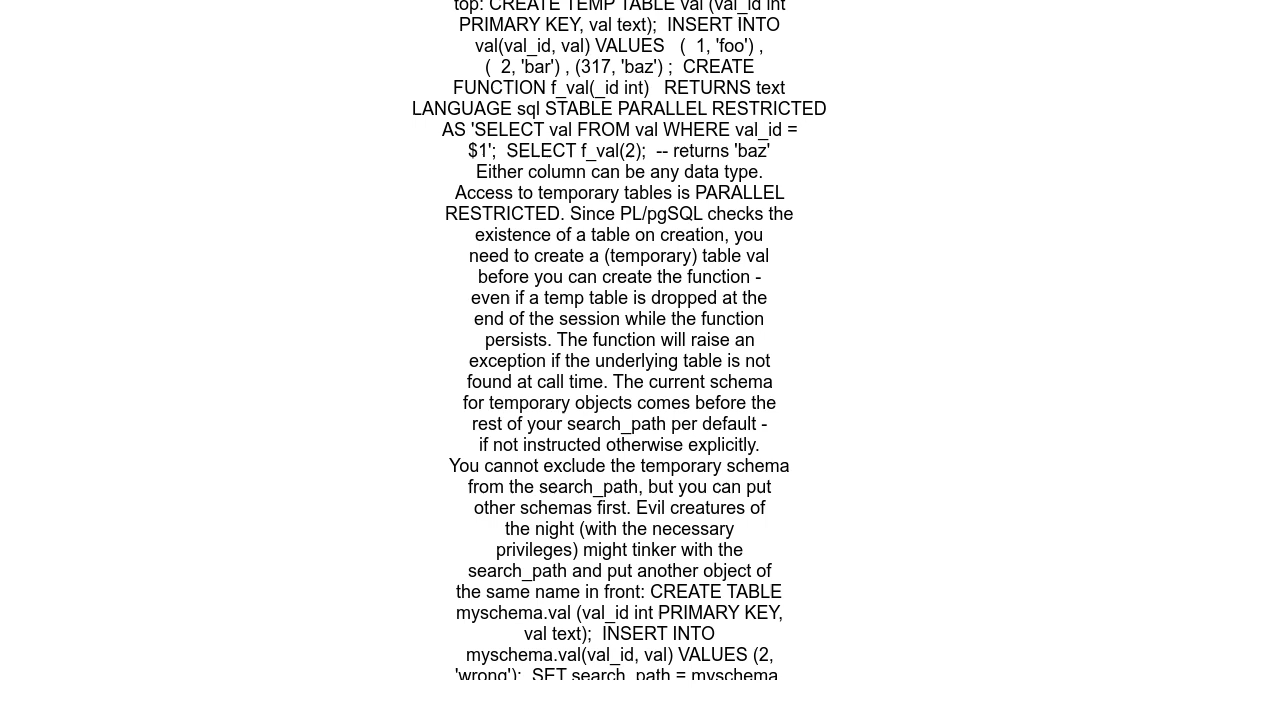 top: CREATE TEMP TABLE val (val_id int
PRIMARY KEY, val text);  INSERT INTO
val(val_id, val) VALUES   (  1, 'foo') ,
(  2, 'bar') , (317, 'baz') ;  CREATE
FUNCTION f_val(_id int)   RETURNS text
LANGUAGE sql STABLE PARALLEL RESTRICTED
AS 'SELECT val FROM val WHERE val_id =
$1';  SELECT f_val(2);  -- returns 'baz'
Either column can be any data type.
Access to temporary tables is PARALLEL
RESTRICTED. Since PL/pgSQL checks the
existence of a table on creation, you
need to create a (temporary) table val
before you can create the function -
even if a temp table is dropped at the
end of the session while the function
persists. The function will raise an
exception if the underlying table is not
found at call time. The current schema
for temporary objects comes before the
rest of your search_path per default -
if not instructed otherwise explicitly.
You cannot exclude the temporary schema
from the search_path, but you can put
other schemas first. Evil creatures of
the night (with the necessary
privileges) might tinker with the
search_path and put another object of
the same name in front: CREATE TABLE
myschema.val (val_id int PRIMARY KEY,
val text);  INSERT INTO
myschema.val(val_id, val) VALUES (2,
'wrong');  SET search_path = myschema,